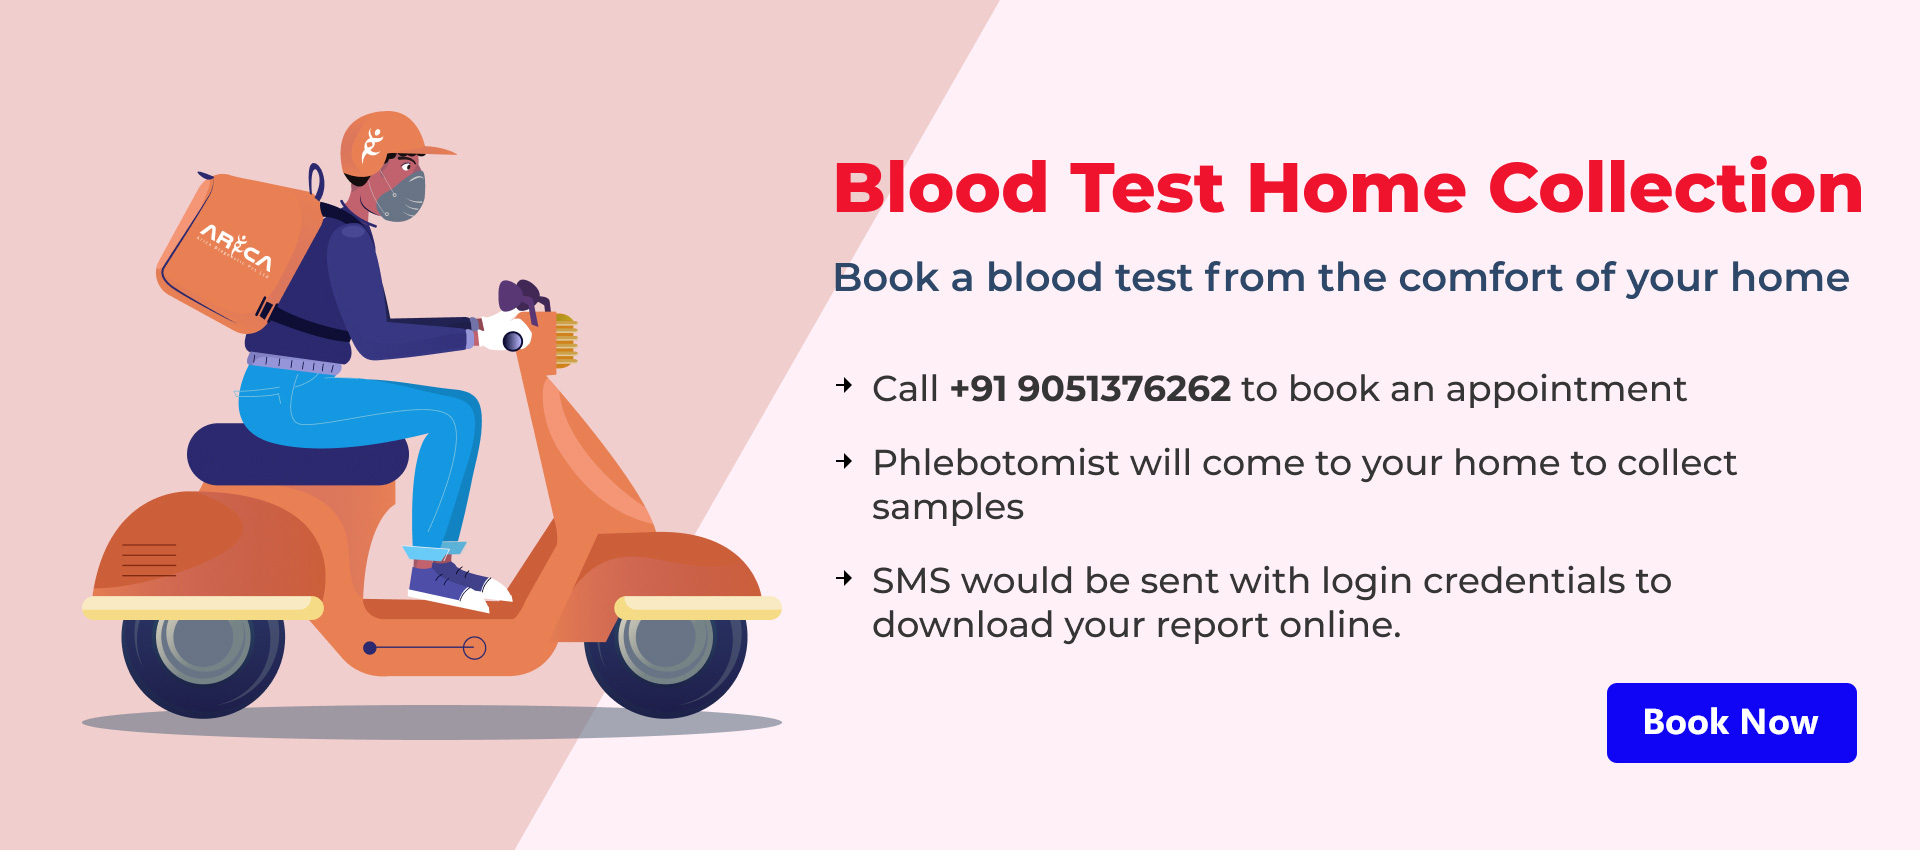 ARICA
Blood Test Home Collection
Book a blood test from the comfort of your home
Call +91 9051376262 to book an appointment
Phlebotomist will come to your home to collect
samples
SMS would be sent with login credentials to
download your report online.
Book Now